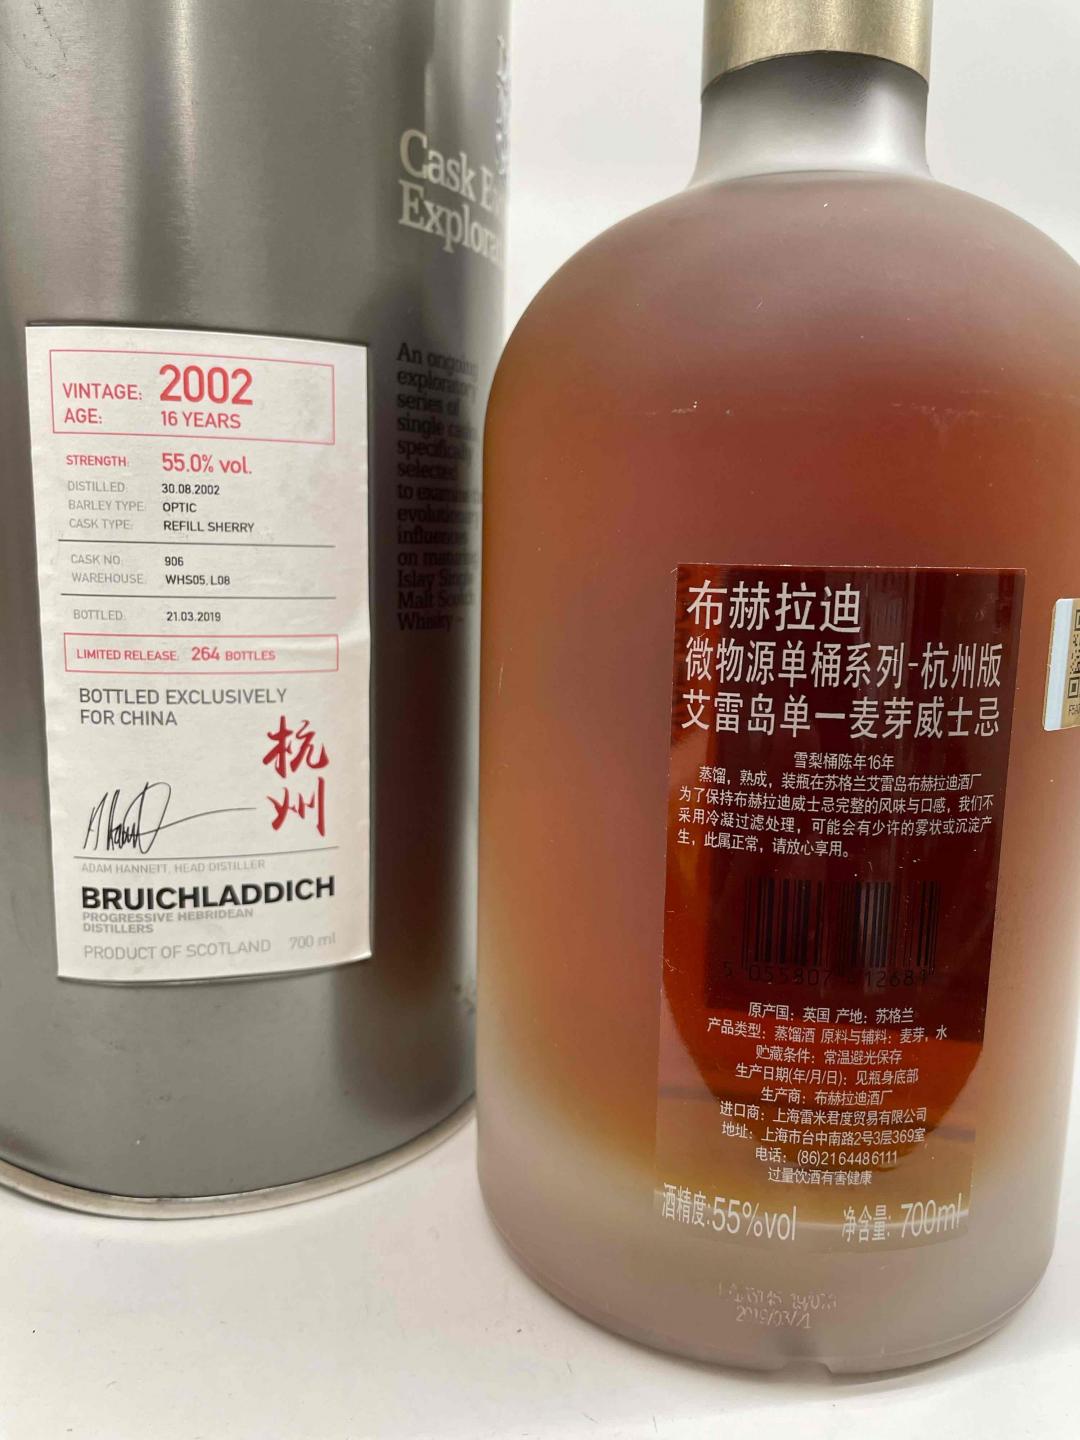 Cask E
Explora
An ongoing
exploratory
series of
single casks
specifically
selected
to examine
evolutionary
influences
on
Islay Single
Malt Scotch
Whisky –
VINTAGE: 2002
AGE: 16 YEARS
STRENGTH: 55.0% vol.
DISTILLED: 30.08.2002
BARLEY TYPE: OPTIC
CASK TYPE: REFILL SHERRY
CASK NO. 906
WAREHOUSE: WHS05, L08
BOTTLED: 21.03.2019
LIMITED RELEASE: 264 BOTTLES
BOTTLED EXCLUSIVELY
FOR CHINA
杭
州
ADAM HANNETT, HEAD DISTILLER
BRUICHLADDICH
PROGRESSIVE HEBRIDEAN
DISTILLERS
PRODUCT OF SCOTLAND 700 ml
布赫拉迪
微物源单桶系列-杭州版
艾雷岛单一麦芽威士忌
雪梨桶陈年16年
蒸馏，熟成，装瓶在苏格兰艾雷岛布赫拉迪酒厂
为了保持布赫拉迪威士忌完整的风味与口感，我们不
采用冷凝过滤处理，可能会有少许的雾状或沉淀产
生，此属正常，请放心享用。
原产国：英国 产地：苏格兰
产品类型：蒸馏酒 原料与辅料：麦芽，水
贮藏条件：常温避光保存
生产日期(年/月/日)：见瓶身底部
生产商：布赫拉迪酒厂
进口商：上海雷米君度贸易有限公司
地址：上海市台中南路2号3层369室
电话：(86)2164486111
过量饮酒有害健康
酒精度:55%vol 净含量: 700ml